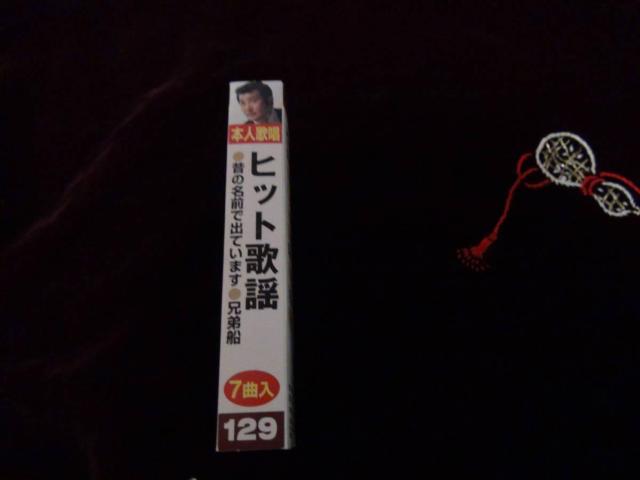 本人歌唱
ヒット歌謡
●昔の名前で出ています●兄弟船
7曲入
129